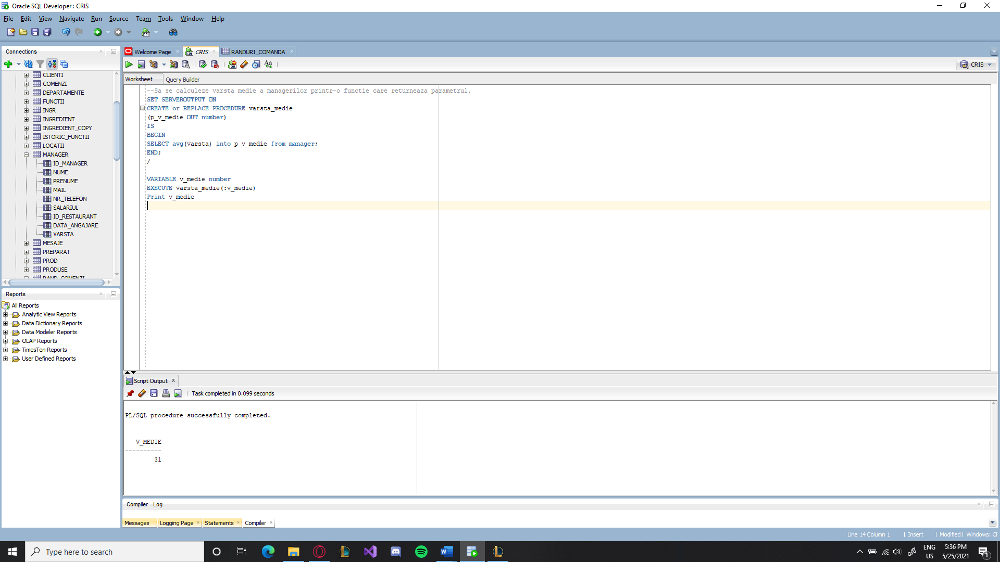 Oracle SQL Developer : CRIS
File Edit View Navigate Run Source Team Tools Window Help
Connections
CLIENTI
COMENZI
DEPARTAMENTE
FUNCTII
INGR
INGREDIENT
INGREDIENT_COPY
ISTORIC_FUNCTII
LOCATII
MANAGER
ID_MANAGER
NUME
PRENUME
MAIL
NR_TELEFON
SALARIUL
ID_RESTAURANT
DATA_ANGAJARE
VARSTA
MESAJE
PREPARAT
PROD
PRODUSE
RAND_COMENZI
Reports
All Reports
Analytic View Reports
Data Dictionary Reports
Data Modeler Reports
OLAP Reports
TimesTen Reports
User Defined Reports
Welcome Page CRIS RANDURI_COMANDA
CRIS
Worksheet Query Builder
--Sa se calculeze varsta medie a managerilor printr-o functie care returneaza parametrul.
SET SERVEROUTPUT ON
CREATE or REPLACE PROCEDURE varsta_medie
(p_v_medie OUT number)
IS
BEGIN
SELECT avg(varsta) into p_v_medie from manager;
END;
/
VARIABLE v_medie number
EXECUTE varsta_medie(:v_medie)
Print v_medie
Script Output
Task completed in 0.099 seconds
PL/SQL procedure successfully completed.
V_MEDIE
----------
31
Compiler - Log
Messages Logging Page Statements Compiler
Line 14 Column 1 Insert Modified Windows: CF
Type here to search
ENG
US
5:36 PM
5/25/2021
1